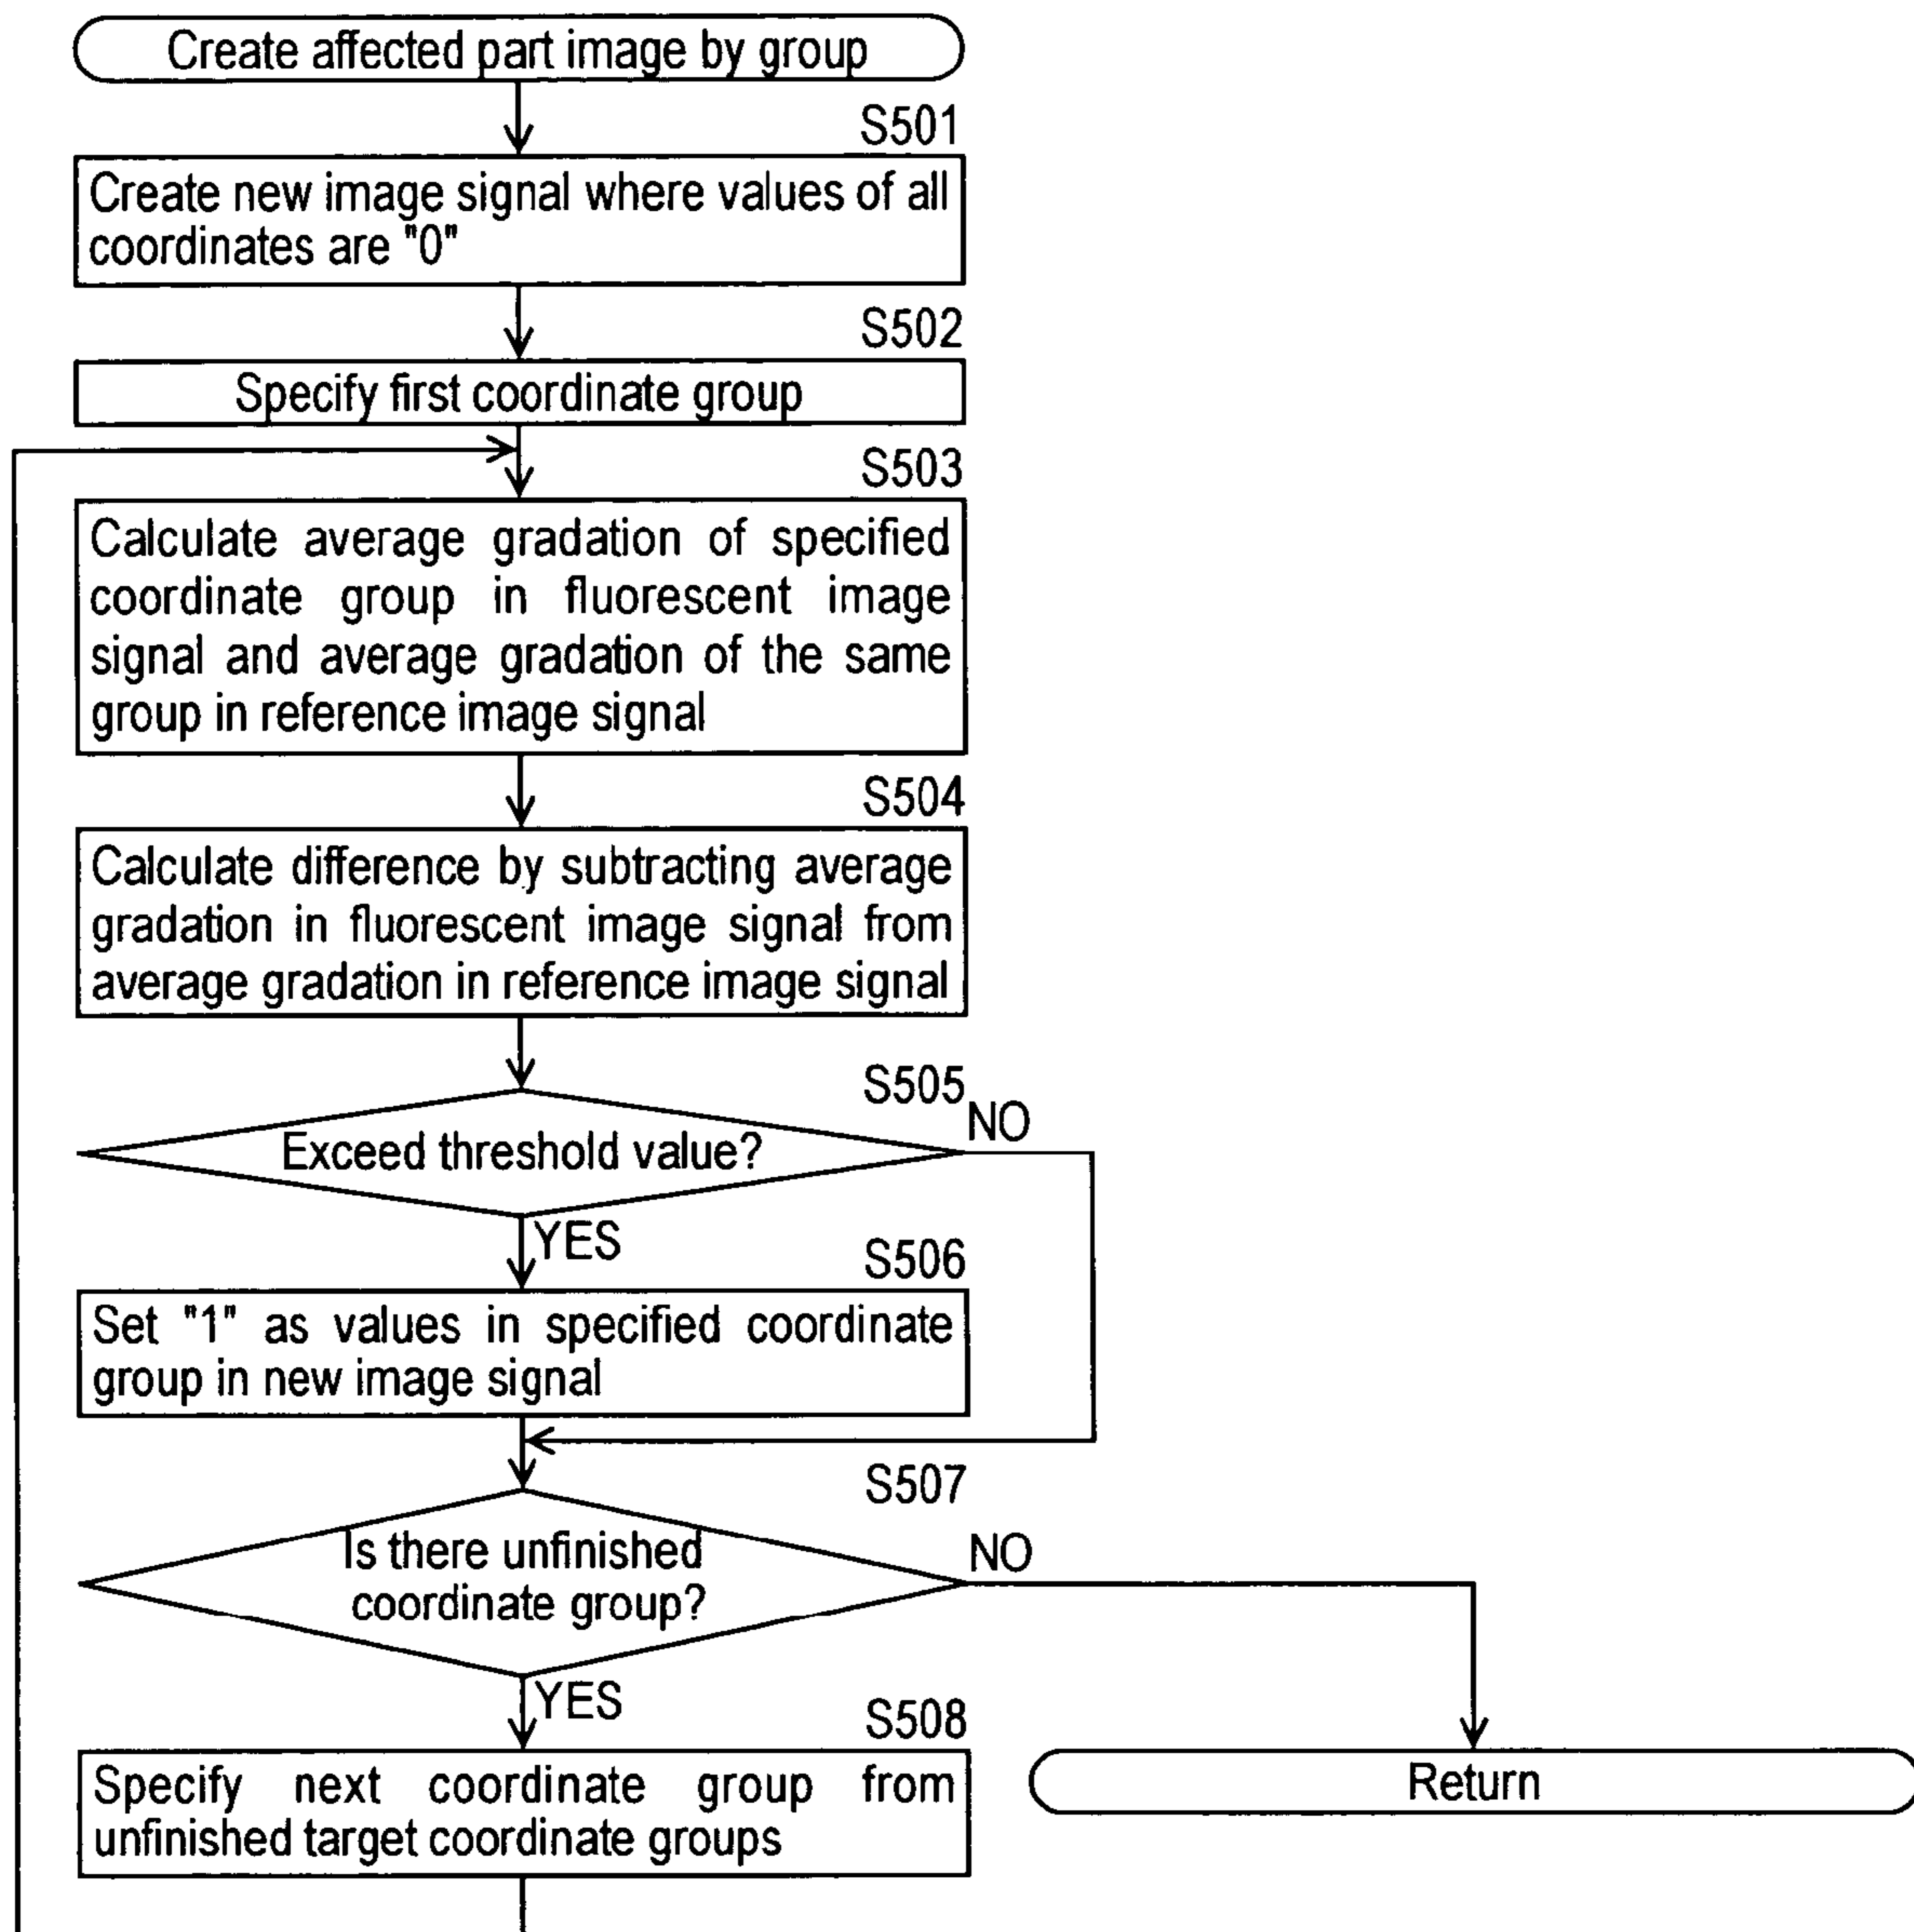 Create affected part image by group
S501
Create new image signal where values of all
coordinates are "0"
S502
Specify first coordinate group
S503
Calculate average gradation of specified
coordinate group in fluorescent image
signal and average gradation of the same
group in reference image signal
S504
Calculate difference by subtracting average
gradation in fluorescent image signal from
average gradation in reference image signal
S505
NO
Exceed threshold value?
YES
S506
Set "1" as values in specified coordinate
group in new image signal
S507
Is there unfinished
coordinate group?
NO
YES
S508
Specify next coordinate group from
unfinished target coordinate groups
Return